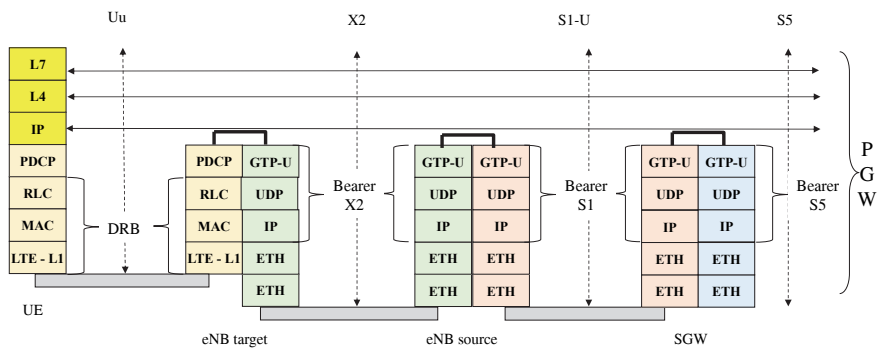 Uu X2 S1-U S5
L7
L4
IP
PDCP PDCP GTP-U GTP-U GTP-U GTP-U GTP-U
RLC RLC UDP UDP UDP UDP UDP
MAC MAC IP IP IP IP IP
LTE - L1 LTE - L1 ETH ETH ETH ETH ETH
ETH ETH ETH ETH ETH
DRB
Bearer
X2
Bearer
S1
Bearer
S5
P
G
W
UE
eNB target eNB source SGW